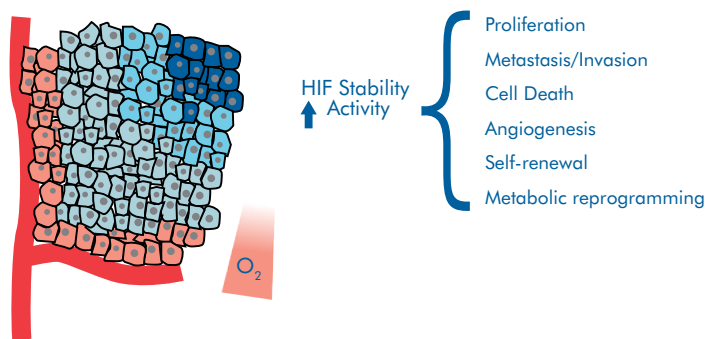 HIF Stability
Activity
Proliferation
Metastasis/Invasion
Cell Death
Angiogenesis
Self-renewal
Metabolic reprogramming
O2